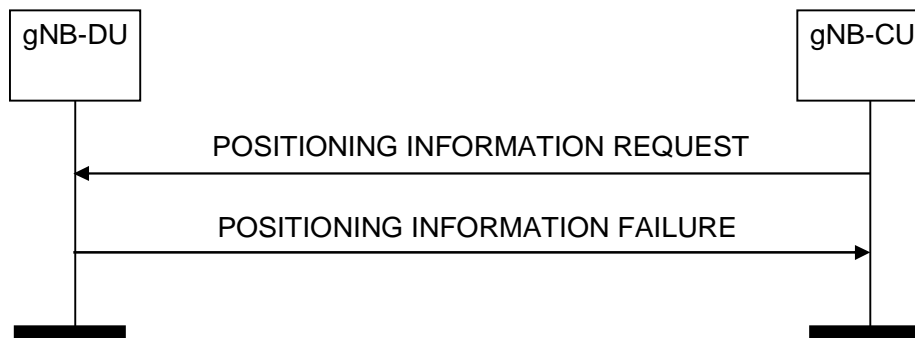 gNB-DU
gNB-CU
POSITIONING INFORMATION REQUEST
POSITIONING INFORMATION FAILURE